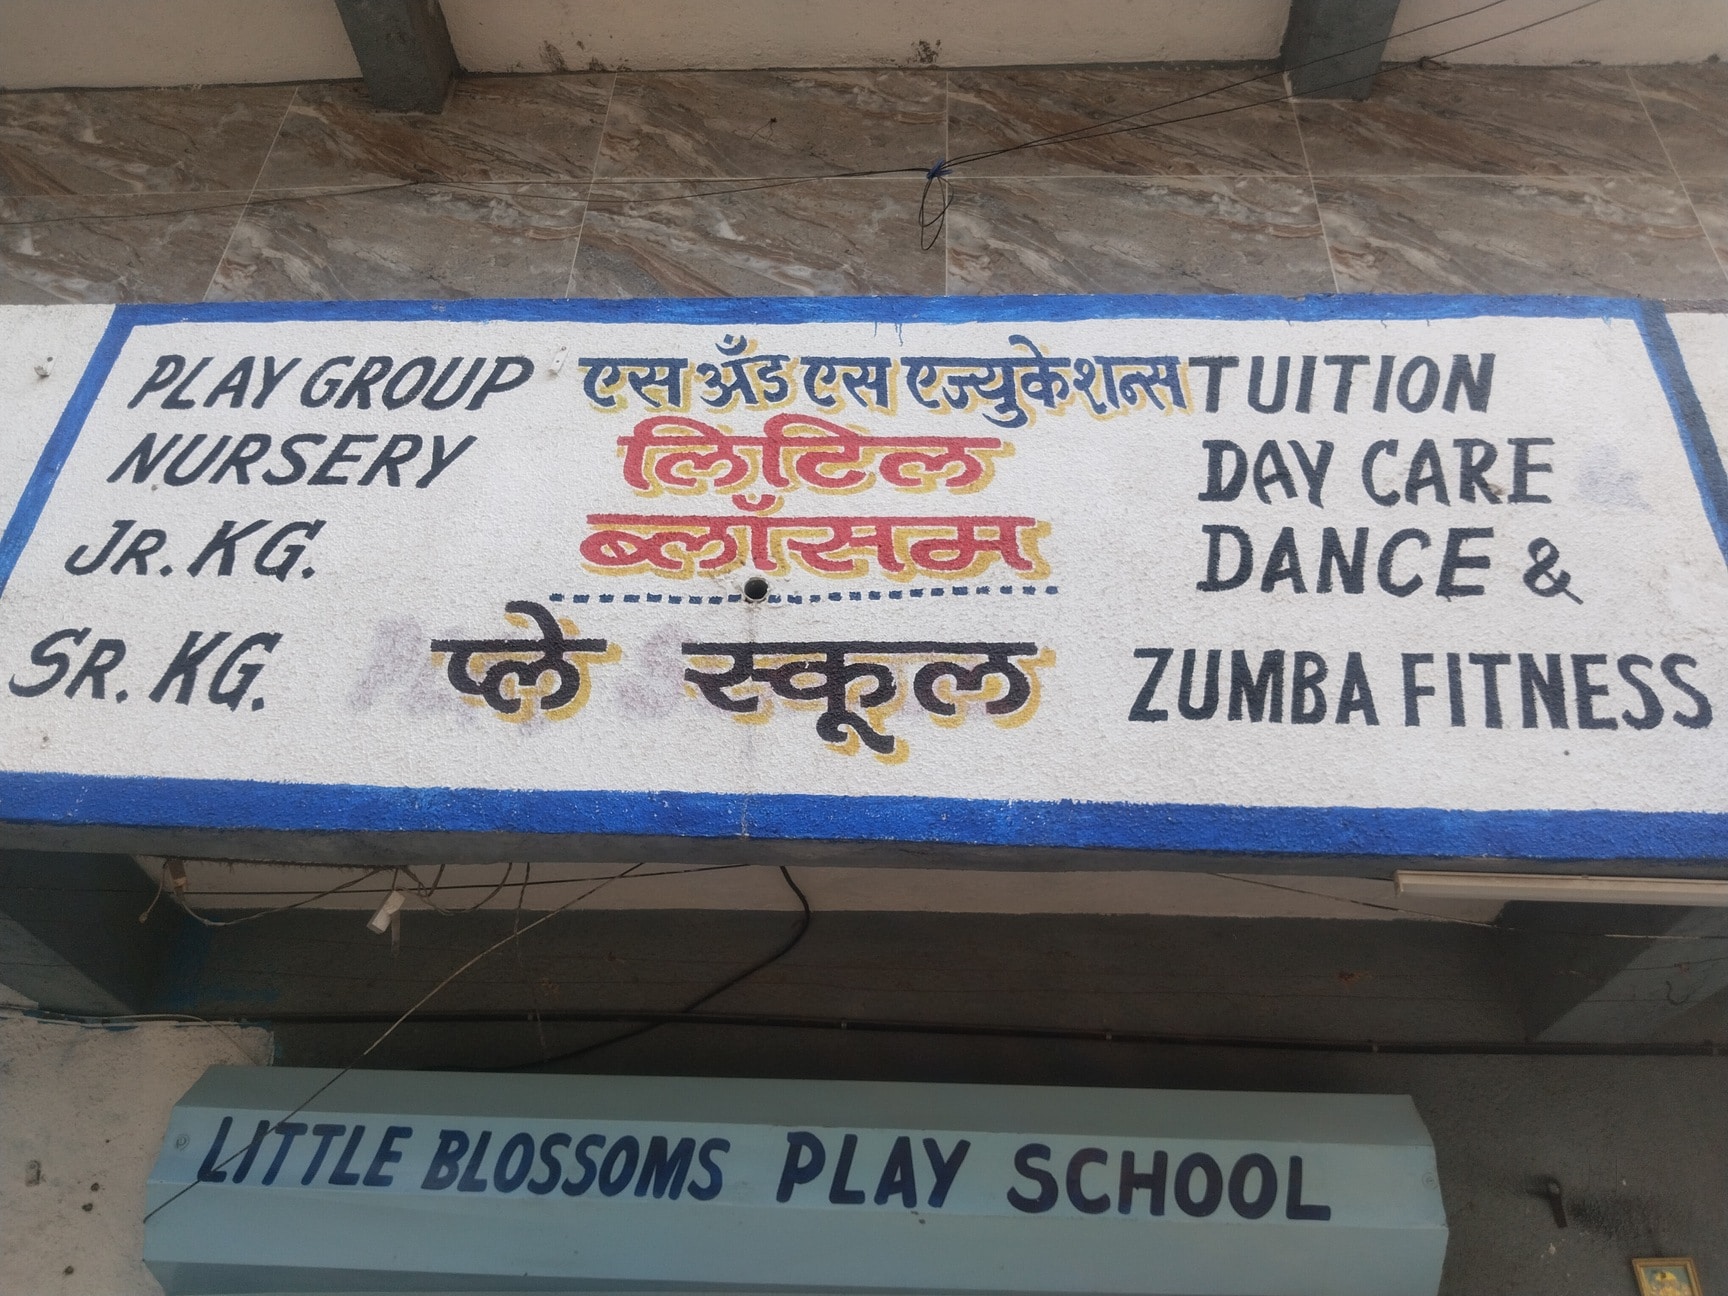 PLAY GROUP
NURSERY
JR. KG.
SR. KG.
एस अँड एस एज्युकेशन्स
लिटिल
ब्लॉसम
प्ले स्कूल
TUITION
DAY CARE
DANCE &
ZUMBA FITNESS
LITTLE BLOSSOMS PLAY SCHOOL